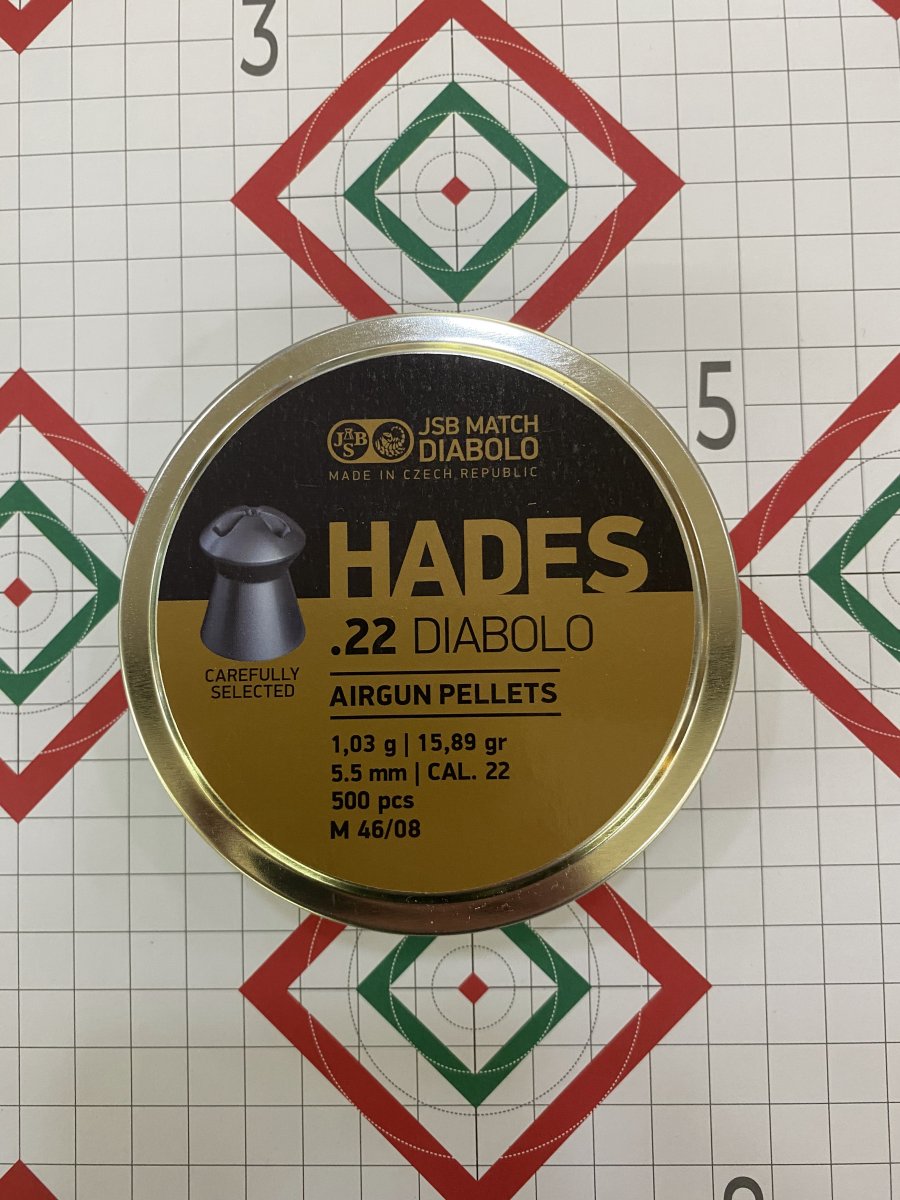 3
5
JASB
JSB MATCH
DIABOLO
MADE IN CZECH REPUBLIC
HADES
.22 DIABOLO
CAREFULLY
SELECTED
AIRGUN PELLETS
1,03 g | 15,89 gr
5.5 mm | CAL. 22
500 pcs
M 46/08